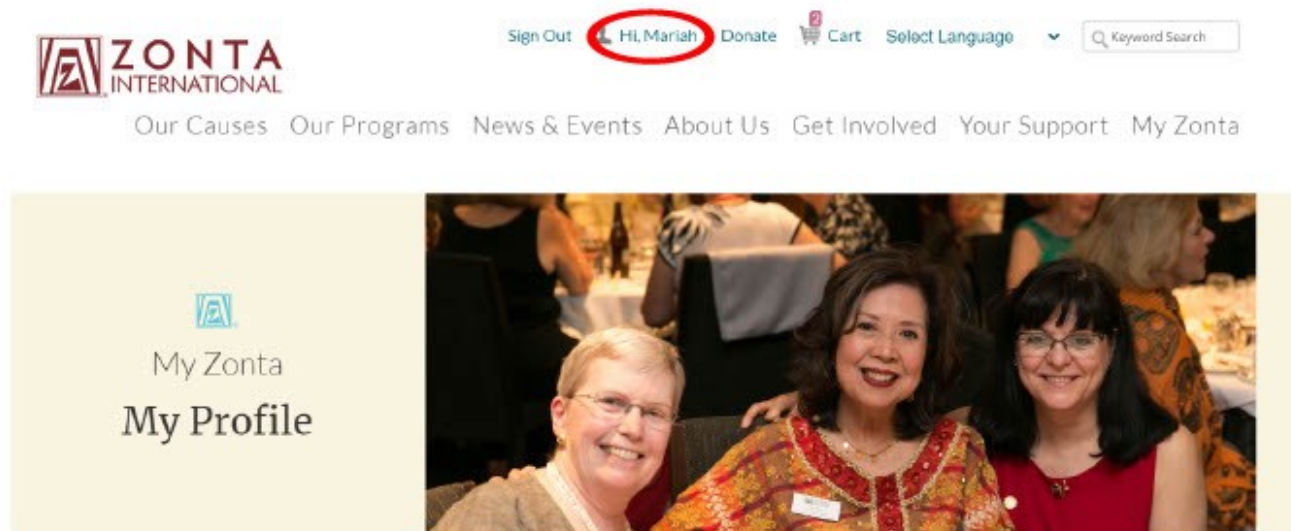 Sign Out Hi, Mariah Donate 2 Cart Select Language Keyword Search
ZONTA
INTERNATIONAL
Our Causes Our Programs News & Events About Us Get Involved Your Support My Zonta
My Zonta
My Profile